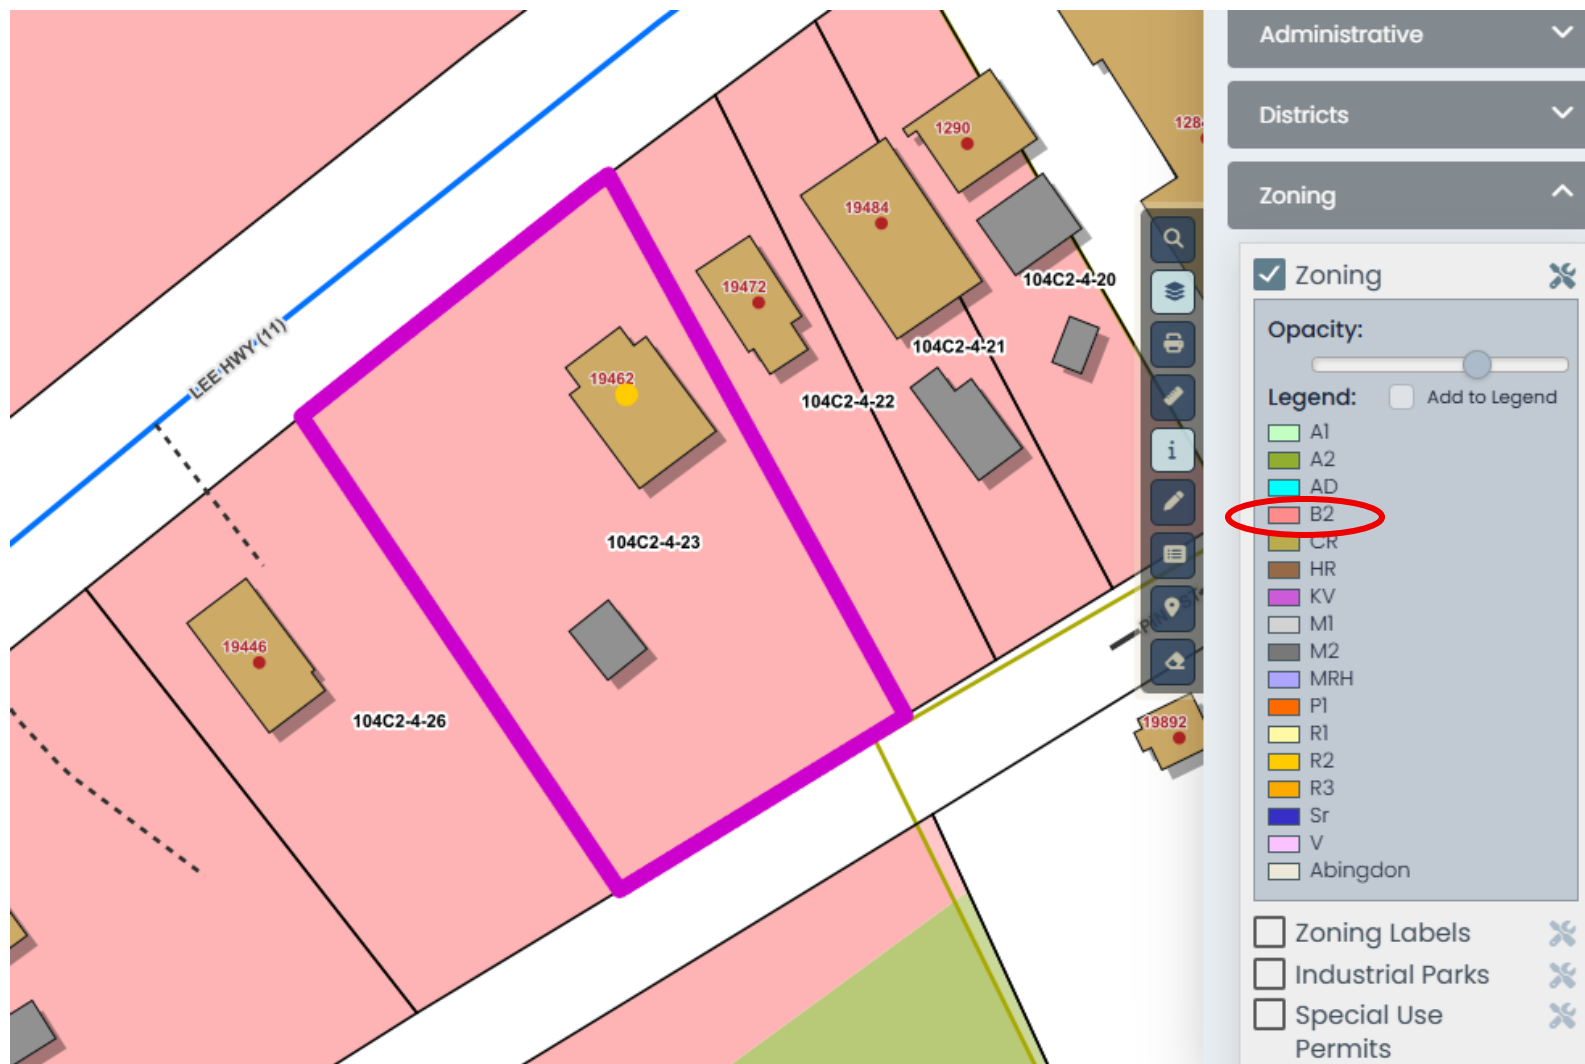 Administrative
Districts
Zoning
Zoning
Opacity:
Legend:
Add to Legend
A1
A2
AD
B2
CR
HR
KV
M1
M2
MRH
P1
R1
R2
R3
Sr
V
Abingdon
Zoning Labels
Industrial Parks
Special Use
Permits
1290
19484
104C2-4-20
19472
104C2-4-21
LEE HWY (11)
19462
104C2-4-22
104C2-4-23
19446
104C2-4-26
19892